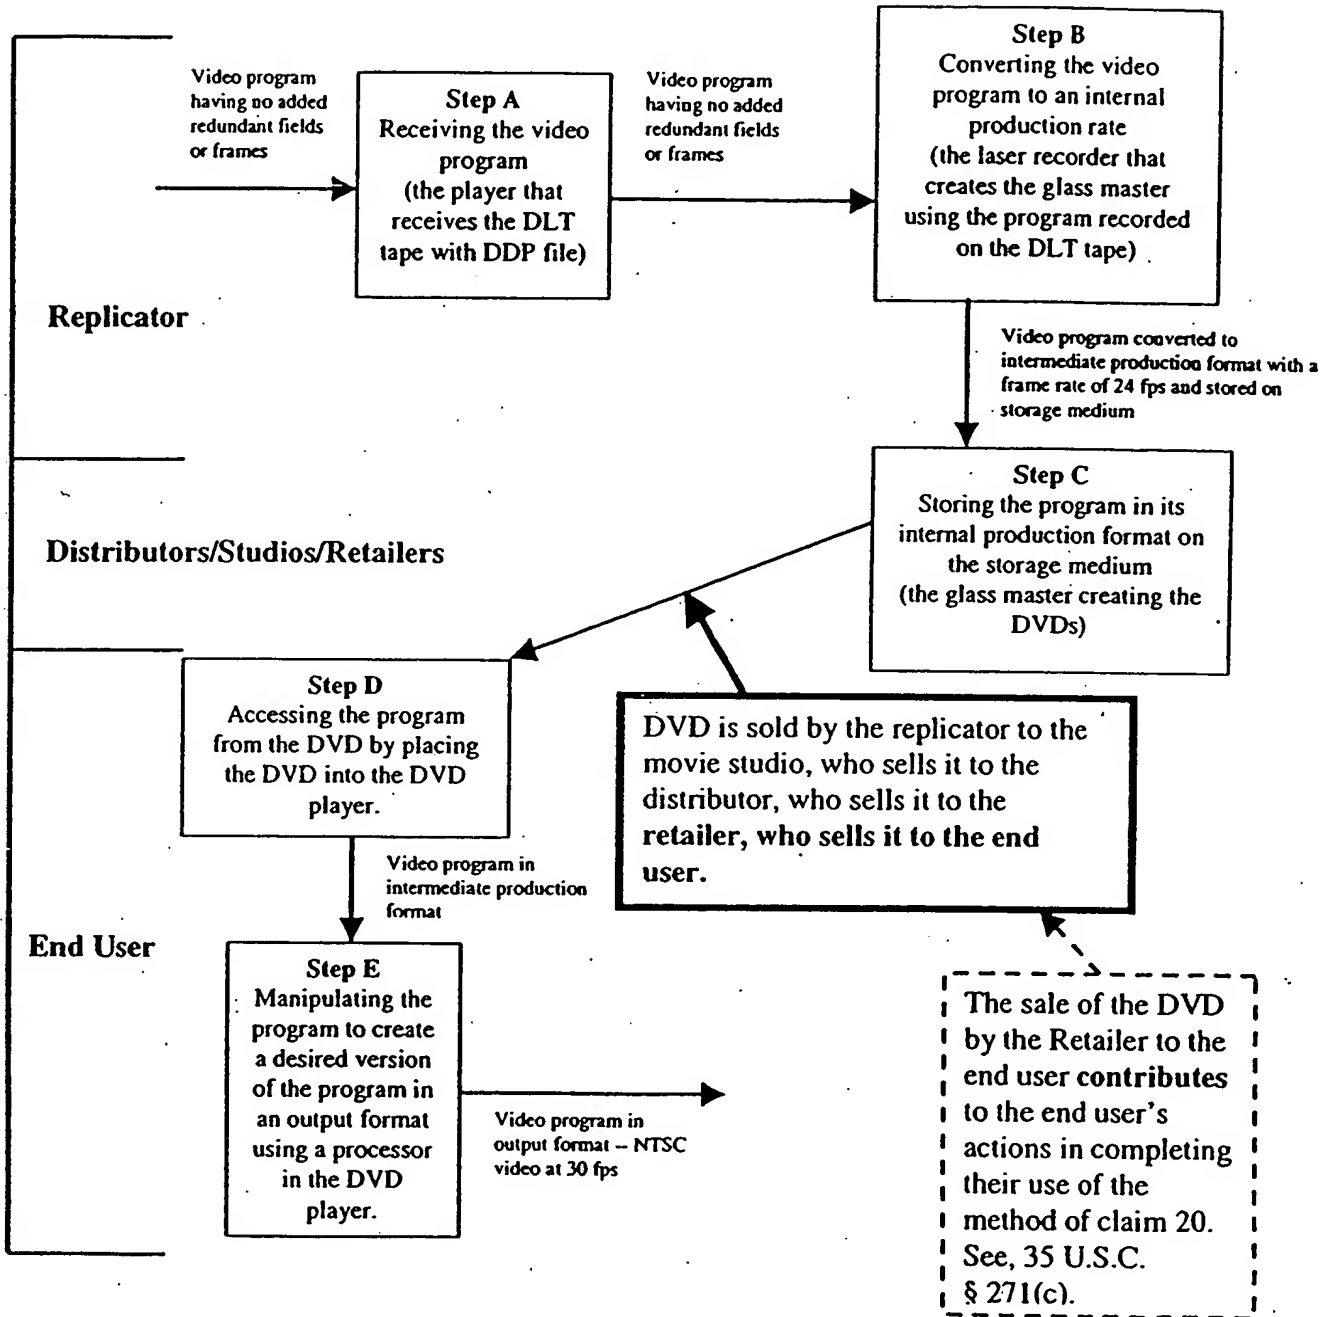 Video program
having no added
redundant fields
or frames
Step A
Receiving the video
program
(the player that
receives the DLT
tape with DDP file)
Video program
having no added
redundant fields
or frames
Step B
Converting the video
program to an internal
production rate
(the laser recorder that
creates the glass master
using the program recorded
on the DLT tape)
Replicator
Video program converted to
intermediate production format with a
frame rate of 24 fps and stored on
storage medium
Step C
Storing the program in its
internal production format on
the storage medium
(the glass master creating the
DVDs)
Distributors/Studios/Retailers
Step D
Accessing the program
from the DVD by placing
the DVD into the DVD
player.
DVD is sold by the replicator to the
movie studio, who sells it to the
distributor, who sells it to the
retailer, who sells it to the end
user.
Video program in
intermediate production
format
End User
Step E
Manipulating the
program to create
a desired version
of the program in
an output format
using a processor
in the DVD
player.
Video program in
output format – NTSC
video at 30 fps
The sale of the DVD
by the Retailer to the
end user contributes
to the end user's
actions in completing
their use of the
method of claim 20.
See, 35 U.S.C.
§ 271(c).